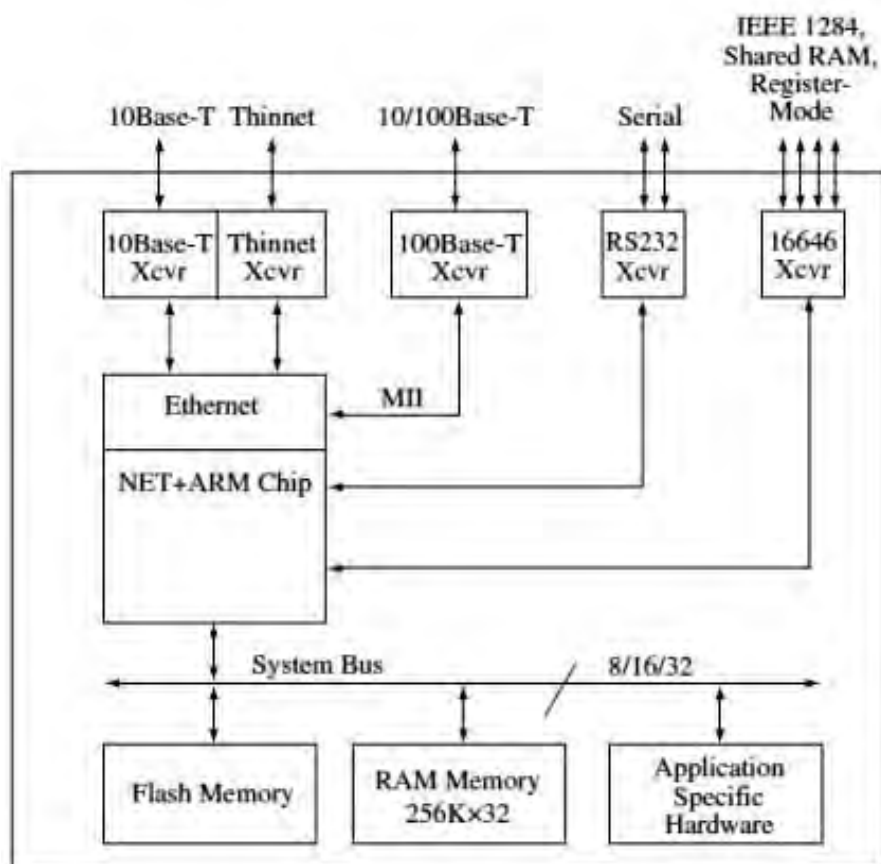 IEEE 1284,
Shared RAM,
Register-
Mode
10Base-T Thinnet 10/100Base-T Serial
10Base-T
Xcvr
Thinnet
Xcvr
100Base-T
Xcvr
RS232
Xcvr
16646
Xcvr
Ethernet
MII
NET+ARM Chip
System Bus
8/16/32
Flash Memory
RAM Memory
256K×32
Application
Specific
Hardware